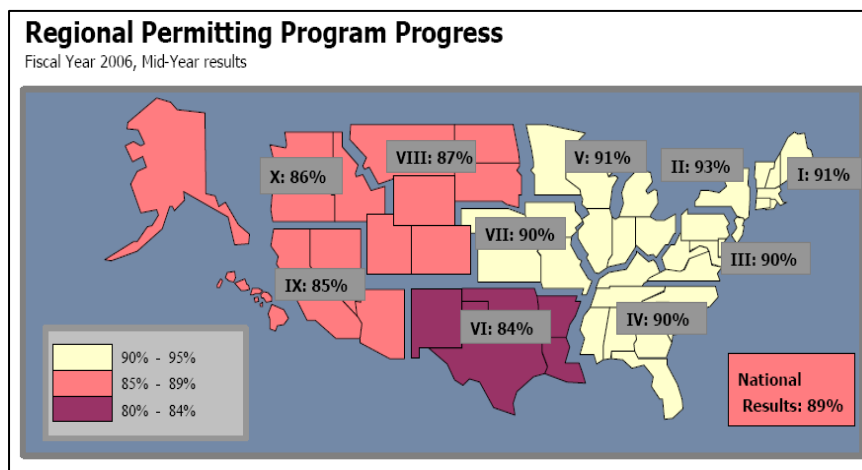 Regional Permitting Program Progress
Fiscal Year 2006, Mid-Year results
VIII: 87%
V: 91%
II: 93%
I: 91%
X: 86%
VII: 90%
III: 90%
IX: 85%
VI: 84%
IV: 90%
90% - 95%
85% - 89%
80% - 84%
National
Results: 89%